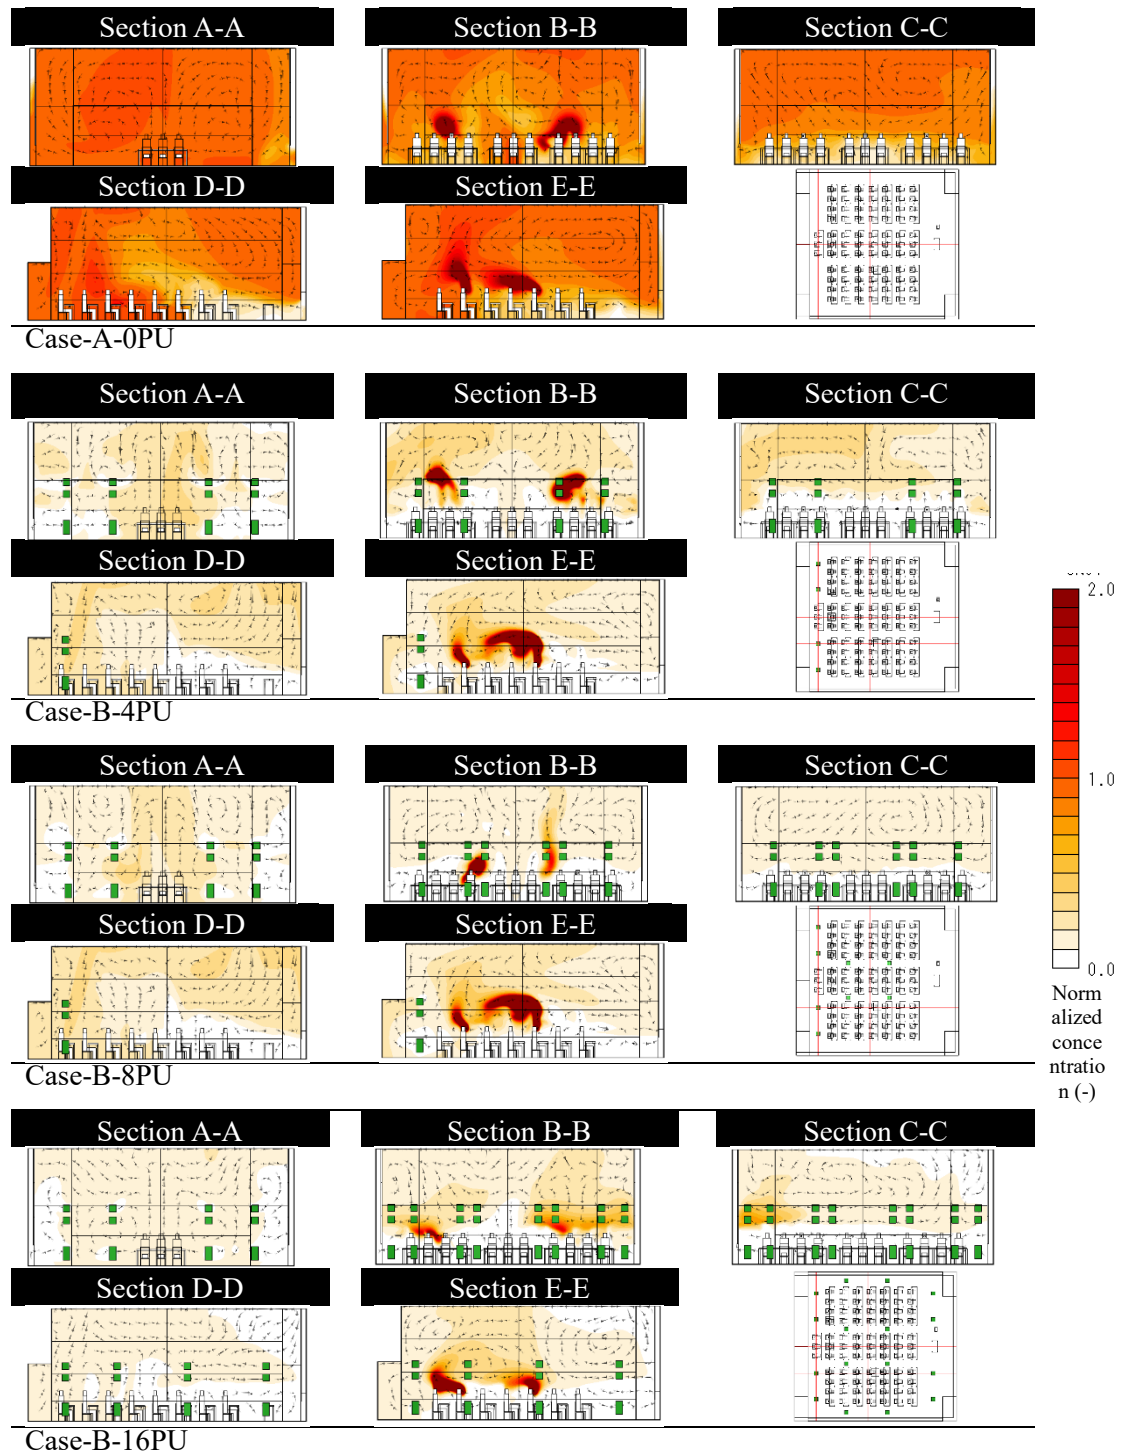 Section A-A
Section B-B
Section C-C
Section D-D
Section E-E
Case-A-0PU
Section A-A
Section B-B
Section C-C
Section D-D
Section E-E
Case-B-4PU
Section A-A
Section B-B
Section C-C
Section D-D
Section E-E
Case-B-8PU
Section A-A
Section B-B
Section C-C
Section D-D
Section E-E
Case-B-16PU
2.0
1.0
0.0
Norm
alized
conce
ntratio
n (-)